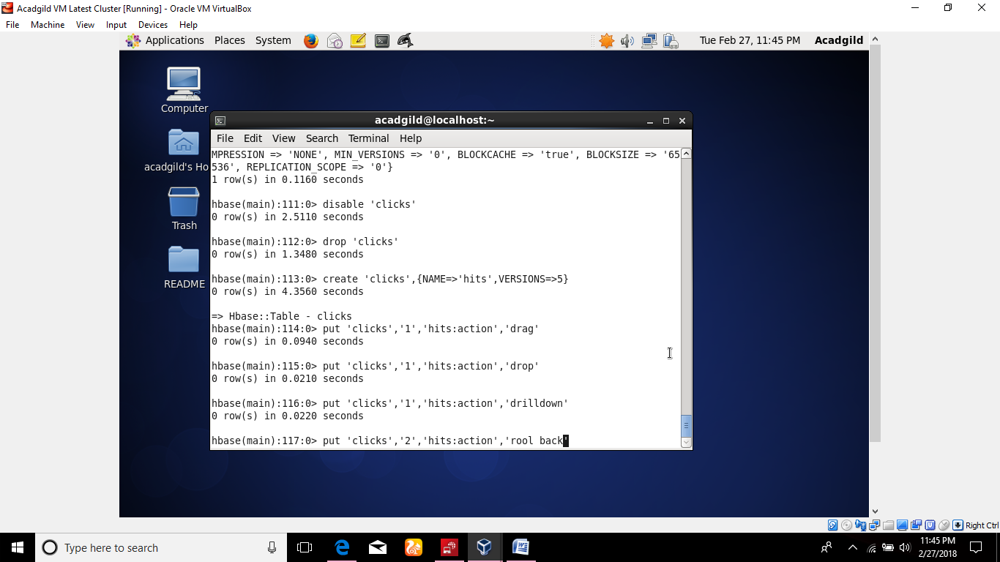 Acadgild VM Latest Cluster [Running] - Oracle VM VirtualBox
File Machine View Input Devices Help
Applications Places System Tue Feb 27, 11:45 PM Acadgild
Computer
acadgild's Ho
Trash
README
acadgild@localhost:~
File Edit View Search Terminal Help
MPRESSION => 'NONE', MIN_VERSIONS => '0', BLOCKCACHE => 'true', BLOCKSIZE => '65
536', REPLICATION_SCOPE => '0'}
1 row(s) in 0.1160 seconds
hbase(main):111:0> disable 'clicks'
0 row(s) in 2.5110 seconds
hbase(main):112:0> drop 'clicks'
0 row(s) in 1.3480 seconds
hbase(main):113:0> create 'clicks',{NAME=>'hits',VERSIONS=>5}
0 row(s) in 4.3560 seconds
=> Hbase::Table - clicks
hbase(main):114:0> put 'clicks','1','hits:action','drag'
0 row(s) in 0.0940 seconds
hbase(main):115:0> put 'clicks','1','hits:action','drop'
0 row(s) in 0.0210 seconds
hbase(main):116:0> put 'clicks','1','hits:action','drilldown'
0 row(s) in 0.0220 seconds
hbase(main):117:0> put 'clicks','2','hits:action','rool back'
Right Ctrl
Type here to search
11:45 PM
2/27/2018